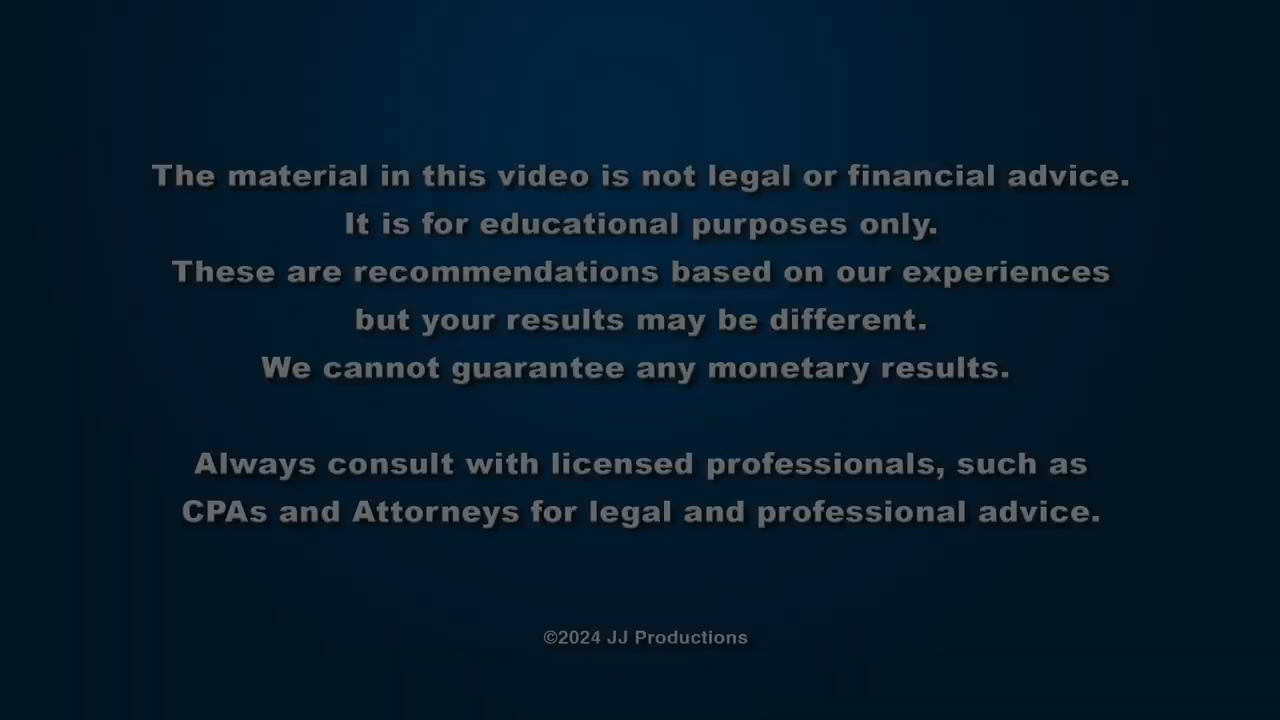 The material in this video is not legal or financial advice.
It is for educational purposes only.
These are recommendations based on our experiences
but your results may be different.
We cannot guarantee any monetary results.
Always consult with licensed professionals, such as
CPAs and Attorneys for legal and professional advice.
©2024 JJ Productions